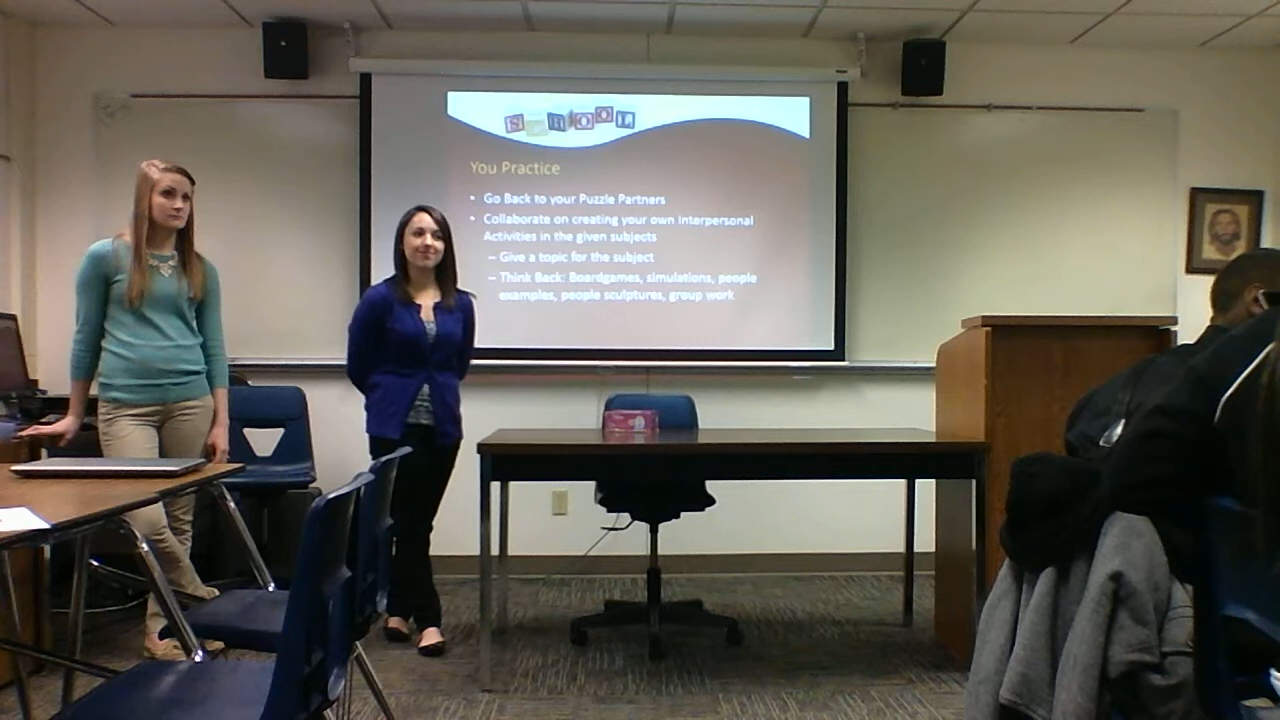 SCHOOL
You Practice
• Go Back to your Puzzle Partners
• Collaborate on creating your own Interpersonal
Activities in the given subjects
– Give a topic for the subject
– Think Back: Boardgames, simulations, people
examples, people sculptures, group work